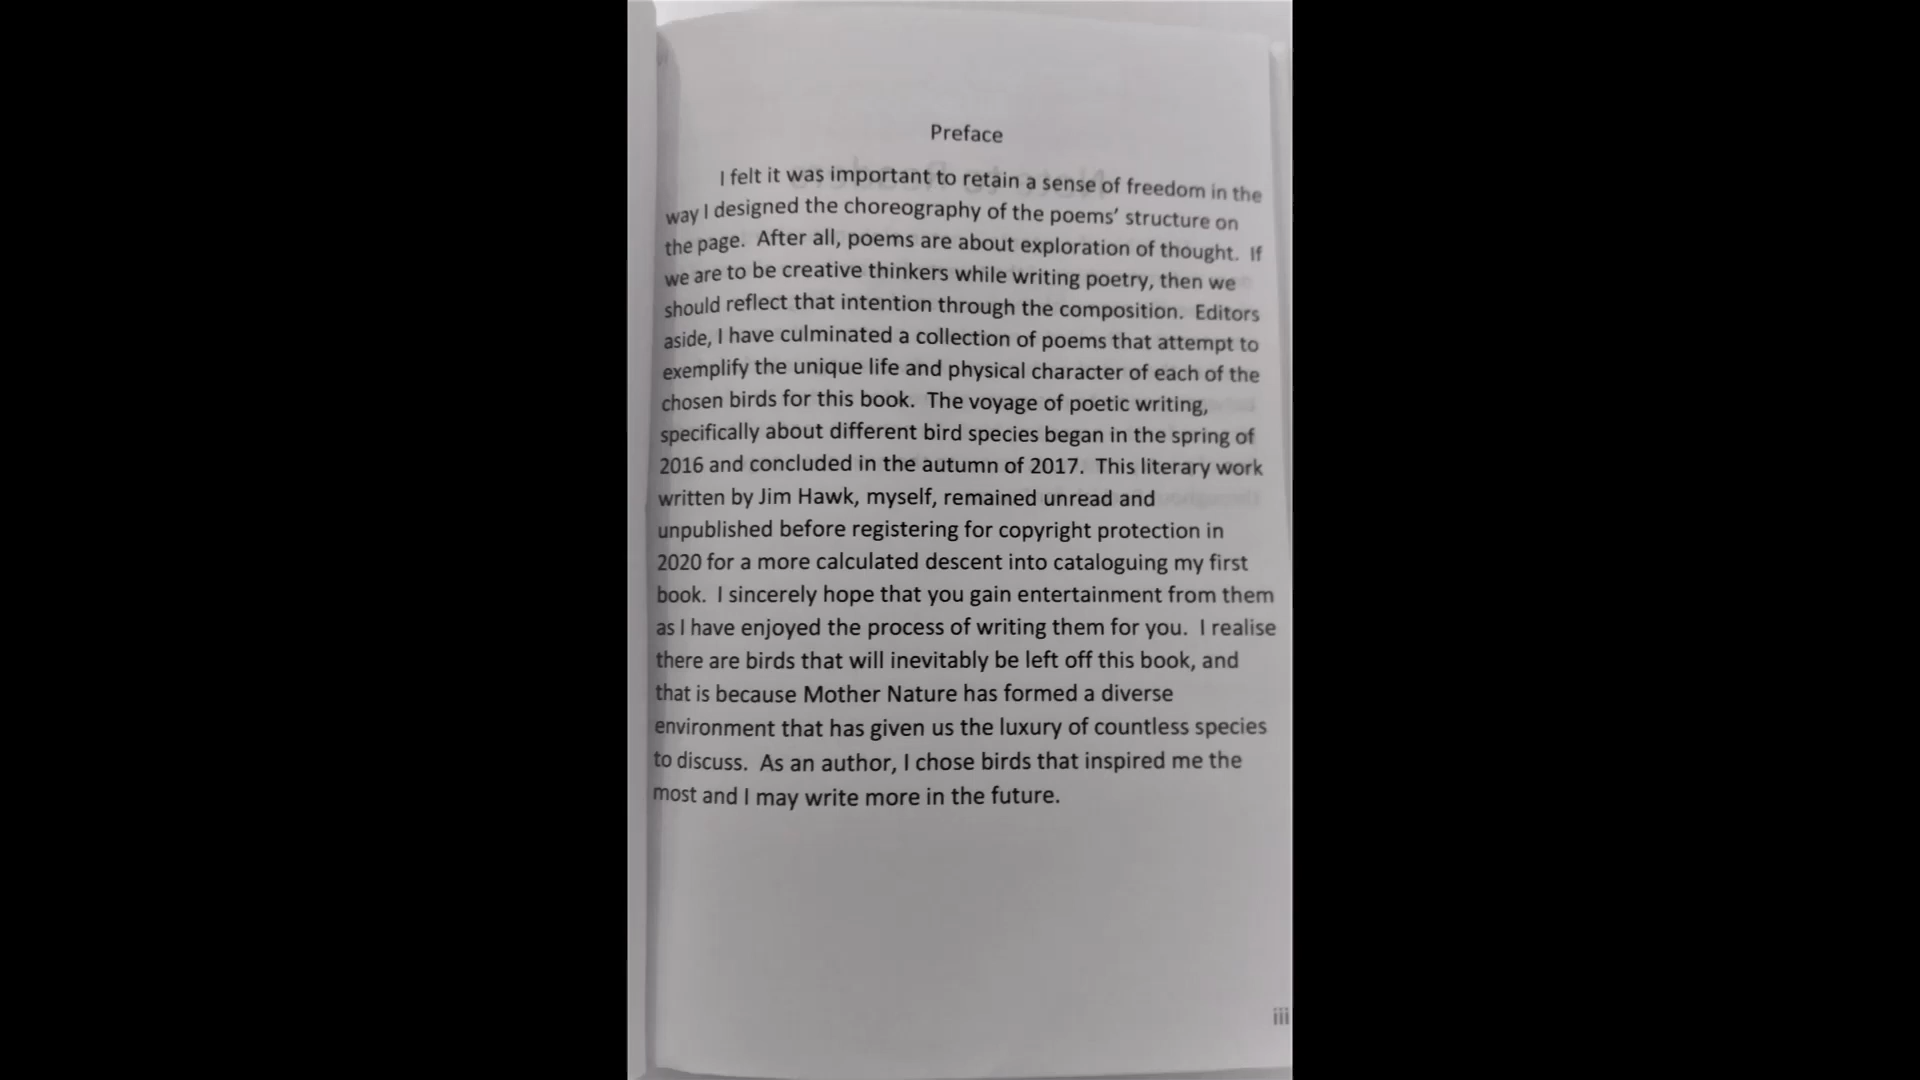 Preface
I felt it was important to retain a sense of freedom in the
way I designed the choreography of the poems’ structure on
the page.  After all, poems are about exploration of thought.  If
we are to be creative thinkers while writing poetry, then we
should reflect that intention through the composition.  Editors
aside, I have culminated a collection of poems that attempt to
exemplify the unique life and physical character of each of the
chosen birds for this book.  The voyage of poetic writing,
specifically about different bird species began in the spring of
2016 and concluded in the autumn of 2017.  This literary work
written by Jim Hawk, myself, remained unread and
unpublished before registering for copyright protection in
2020 for a more calculated descent into cataloguing my first
book.  I sincerely hope that you gain entertainment from them
as I have enjoyed the process of writing them for you.  I realise
there are birds that will inevitably be left off this book, and
that is because Mother Nature has formed a diverse
environment that has given us the luxury of countless species
to discuss.  As an author, I chose birds that inspired me the
most and I may write more in the future.
iii